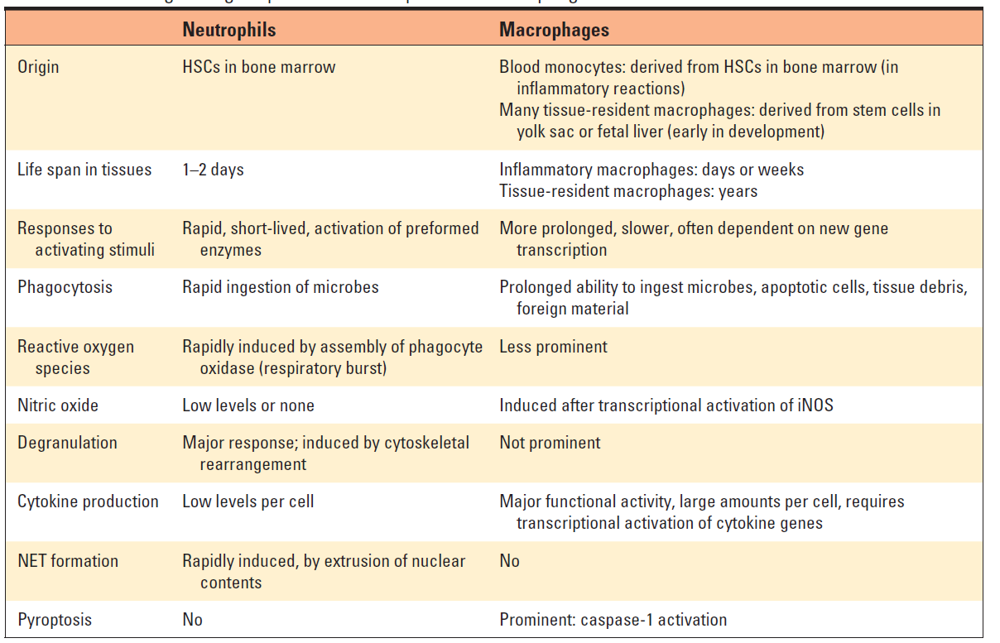 Neutrophils Macrophages
Origin HSCs in bone marrow Blood monocytes: derived from HSCs in bone marrow (in
inflammatory reactions)
Many tissue-resident macrophages: derived from stem cells in
yolk sac or fetal liver (early in development)
Life span in tissues 1–2 days Inflammatory macrophages: days or weeks
Tissue-resident macrophages: years
Responses to Rapid, short-lived, activation of preformed More prolonged, slower, often dependent on new gene
activating stimuli enzymes transcription
Phagocytosis Rapid ingestion of microbes Prolonged ability to ingest microbes, apoptotic cells, tissue debris,
foreign material
Reactive oxygen Rapidly induced by assembly of phagocyte Less prominent
species oxidase (respiratory burst)
Nitric oxide Low levels or none Induced after transcriptional activation of iNOS
Degranulation Major response; induced by cytoskeletal Not prominent
rearrangement
Cytokine production Low levels per cell Major functional activity, large amounts per cell, requires
transcriptional activation of cytokine genes
NET formation Rapidly induced, by extrusion of nuclear No
contents
Pyroptosis No Prominent: caspase-1 activation